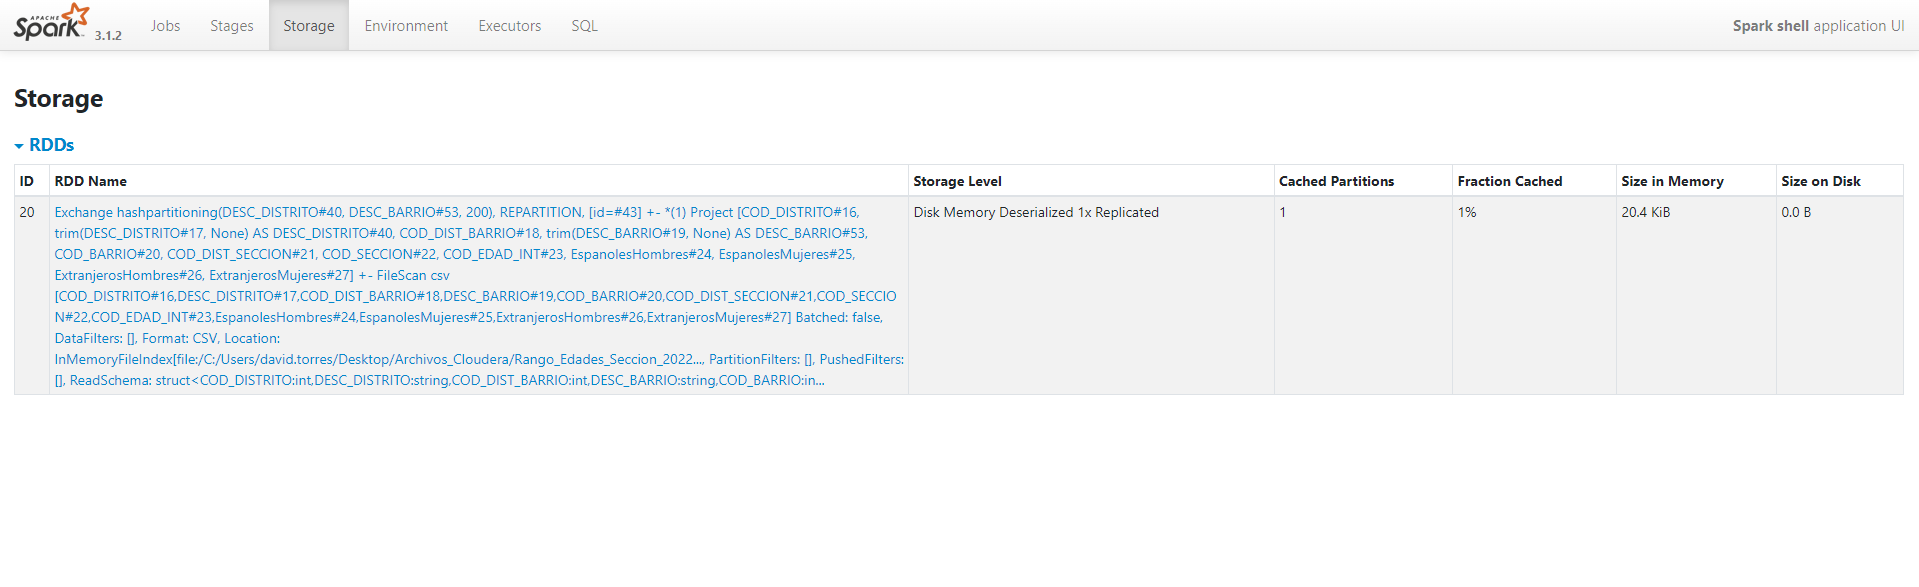 APACHE
Spark 3.1.2 Jobs Stages Storage Environment Executors SQL Spark shell application UI
Storage
RDDs
ID RDD Name Storage Level Cached Partitions Fraction Cached Size in Memory Size on Disk
20 Exchange hashpartitioning(DESC_DISTRITO#40, DESC_BARRIO#53, 200), REPARTITION, [id=#43] +- *(1) Project [COD_DISTRITO#16, Disk Memory Deserialized 1x Replicated 1 1% 20.4 KiB 0.0 B
trim(DESC_DISTRITO#17, None) AS DESC_DISTRITO#40, COD_DIST_BARRIO#18, trim(DESC_BARRIO#19, None) AS DESC_BARRIO#53,
COD_BARRIO#20, COD_DIST_SECCION#21, COD_SECCION#22, COD_EDAD_INT#23, EspanolesHombres#24, EspanolesMujeres#25,
ExtranjerosHombres#26, ExtranjerosMujeres#27] +- FileScan csv
[COD_DISTRITO#16,DESC_DISTRITO#17,COD_DIST_BARRIO#18,DESC_BARRIO#19,COD_BARRIO#20,COD_DIST_SECCION#21,COD_SECCIO
N#22,COD_EDAD_INT#23,EspanolesHombres#24,EspanolesMujeres#25,ExtranjerosHombres#26,ExtranjerosMujeres#27] Batched: false,
DataFilters: [], Format: CSV, Location:
InMemoryFileIndex[file:/C:/Users/david.torres/Desktop/Archivos_Cloudera/Rango_Edades_Seccion_2022..., PartitionFilters: [], PushedFilters:
[], ReadSchema: struct<COD_DISTRITO:int,DESC_DISTRITO:string,COD_DIST_BARRIO:int,DESC_BARRIO:string,COD_BARRIO:in...